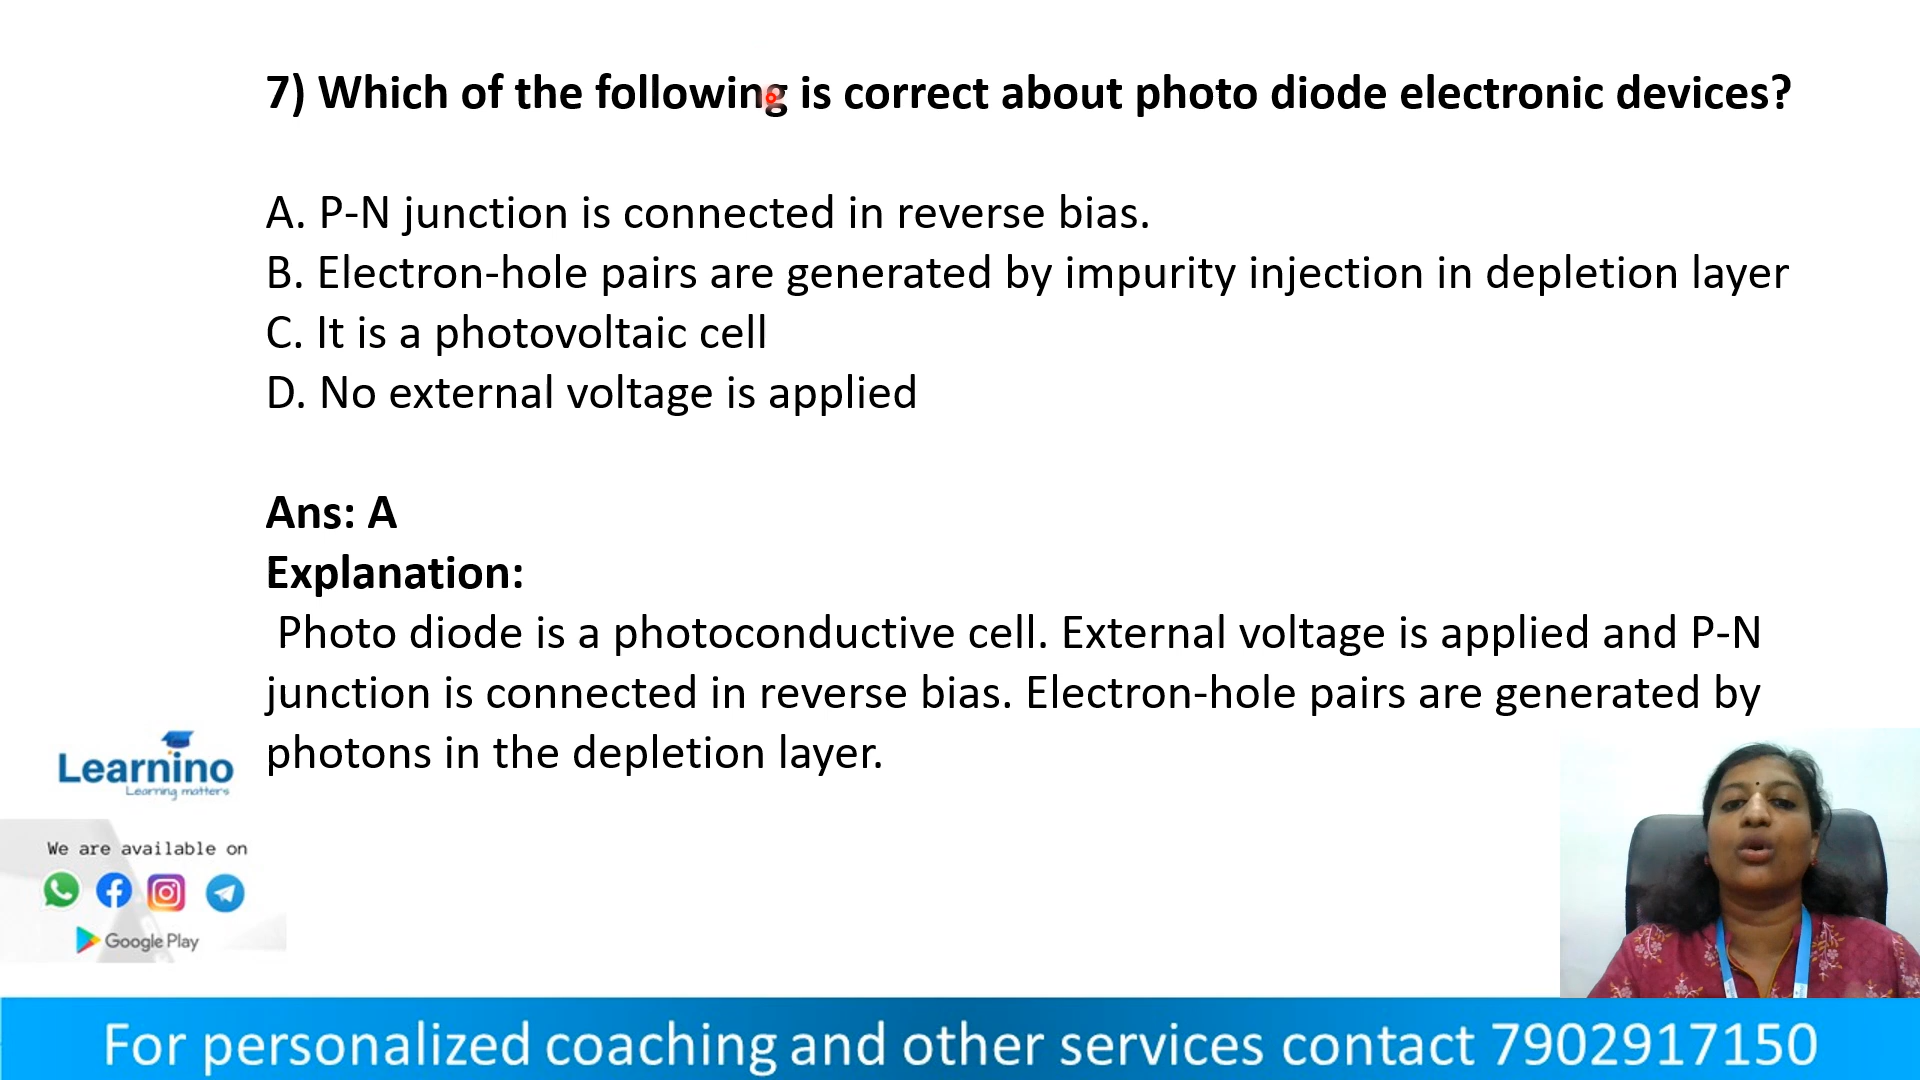 7) Which of the following is correct about photo diode electronic devices?
A. P-N junction is connected in reverse bias.
B. Electron-hole pairs are generated by impurity injection in depletion layer
C. It is a photovoltaic cell
D. No external voltage is applied
Ans: A
Explanation:
Photo diode is a photoconductive cell. External voltage is applied and P-N
junction is connected in reverse bias. Electron-hole pairs are generated by
photons in the depletion layer.
Learnino
Learning matters
We are available on
Google Play
For personalized coaching and other services contact 7902917150